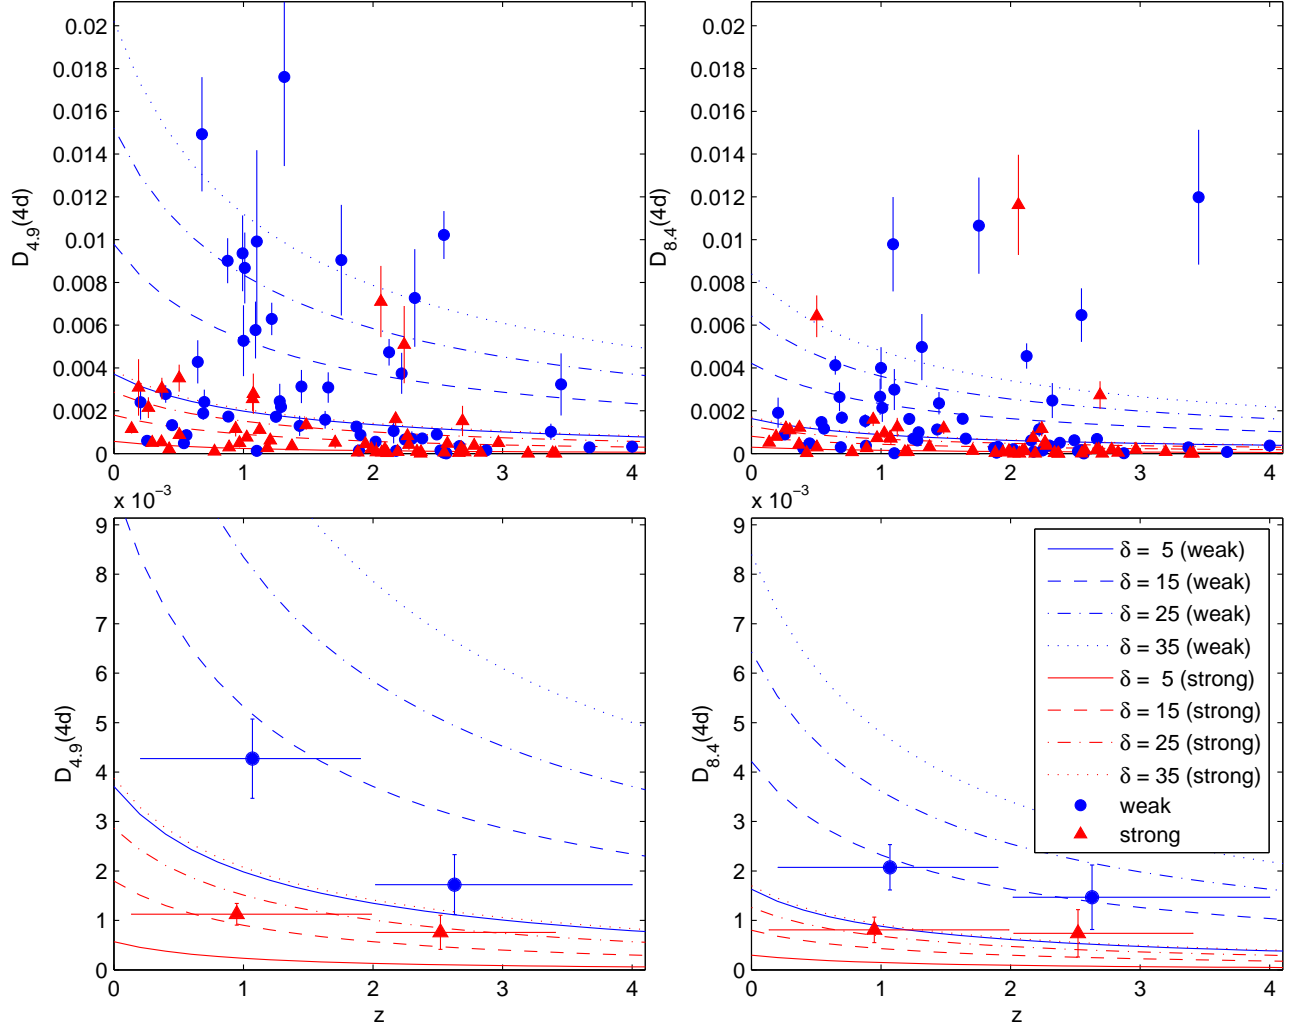 0.02
0.018
0.016
0.014
0.012
0.01
0.008
0.006
0.004
0.002
0
D4.9(4d)
0 1 2 3 4
0.02
0.018
0.016
0.014
0.012
0.01
0.008
0.006
0.004
0.002
0
D8.4(4d)
0 1 2 3 4
x 10^-3
9
8
7
6
5
4
3
2
1
0
D4.9(4d)
0 1 2 3 4
z
x 10^-3
9
8
7
6
5
4
3
2
1
0
D8.4(4d)
0 1 2 3 4
z
δ = 5 (weak)
δ = 15 (weak)
δ = 25 (weak)
δ = 35 (weak)
δ = 5 (strong)
δ = 15 (strong)
δ = 25 (strong)
δ = 35 (strong)
weak
strong